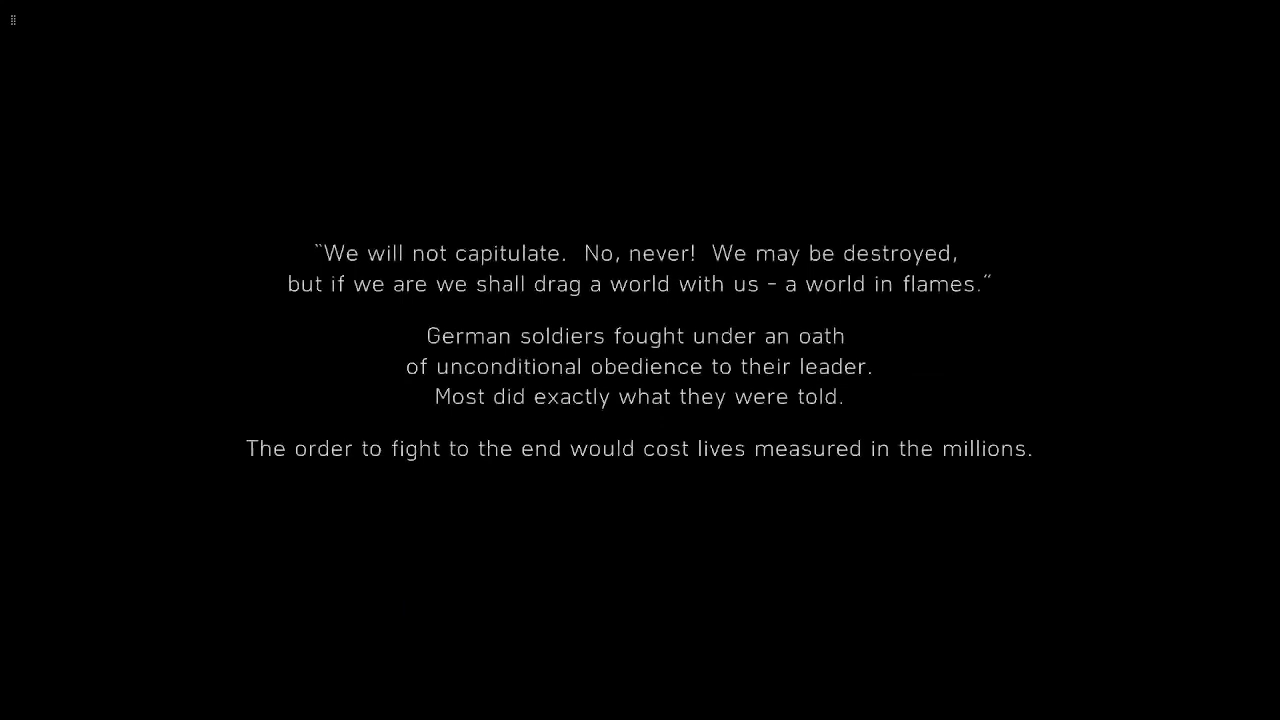 “We will not capitulate.  No, never!  We may be destroyed,
but if we are we shall drag a world with us - a world in flames.”
German soldiers fought under an oath
of unconditional obedience to their leader.
Most did exactly what they were told.
The order to fight to the end would cost lives measured in the millions.